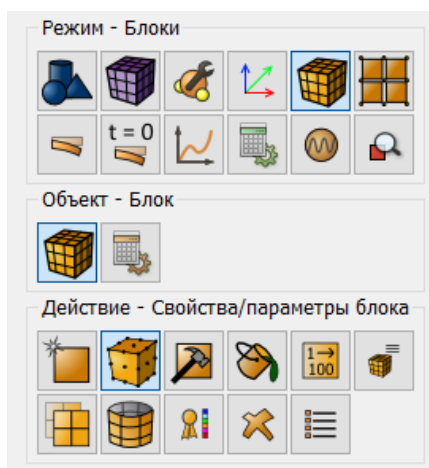 Режим - Блоки
t = 0
Объект - Блок
Действие - Свойства/параметры блока
1→
100